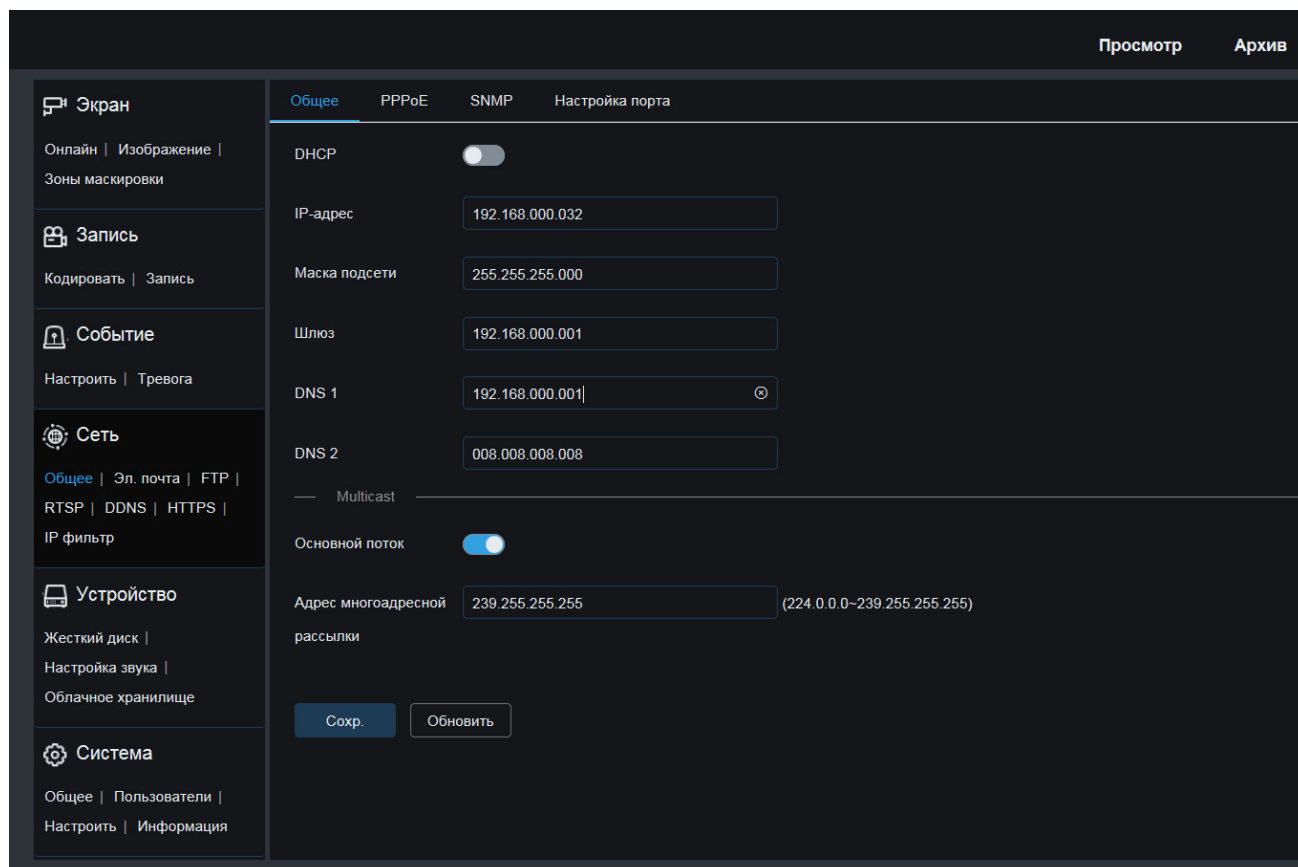 Просмотр Архив
Экран
Онлайн | Изображение |
Зоны маскировки
Запись
Кодировать | Запись
Событие
Настроить | Тревога
Сеть
Общее | Эл. почта | FTP |
RTSP | DDNS | HTTPS |
IP фильтр
Устройство
Жесткий диск |
Настройка звука |
Облачное хранилище
Система
Общее | Пользователи |
Настроить | Информация
Общее PPPoE SNMP Настройка порта
DHCP
IP-адрес 192.168.000.032
Маска подсети 255.255.255.000
Шлюз 192.168.000.001
DNS 1 192.168.000.001
DNS 2 008.008.008.008
Multicast
Основной поток
Адрес многоадресной 239.255.255.255 (224.0.0.0~239.255.255.255)
рассылки
Сохр. Обновить